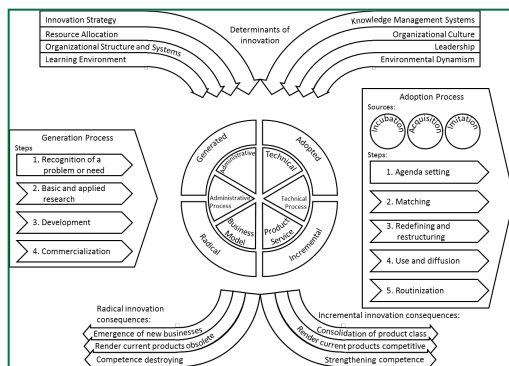 Determinants of
innovation
Innovation Strategy
Resource Allocation
Organizational Structure and Systems
Learning Environment
Knowledge Management Systems
Organizational Culture
Leadership
Environmental Dynamism
Generation Process
Steps
1. Recognition of a
problem or need
2. Basic and applied
research
3. Development
4. Commercialization
Generated
Adopted
Radical
Incremental
Administrative
Technical
Administrative
Process
Technical
Process
Business
Model
Product
Service
Adoption Process
Sources:
Incubation
Acquisition
Imitation
Steps:
1. Agenda setting
2. Matching
3. Redefining and
restructuring
4. Use and diffusion
5. Routinization
Radical innovation
consequences:
Emergence of new businesses
Render current products obsolete
Competence destroying
Incremental innovation consequences:
Consolidation of product class
Render current products competitive
Strengthening competence